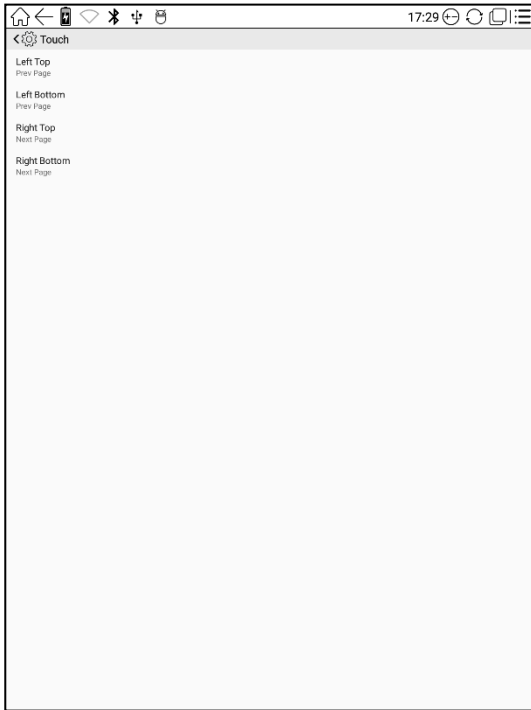 17:29
Touch
Left Top
Prev Page
Left Bottom
Prev Page
Right Top
Next Page
Right Bottom
Next Page